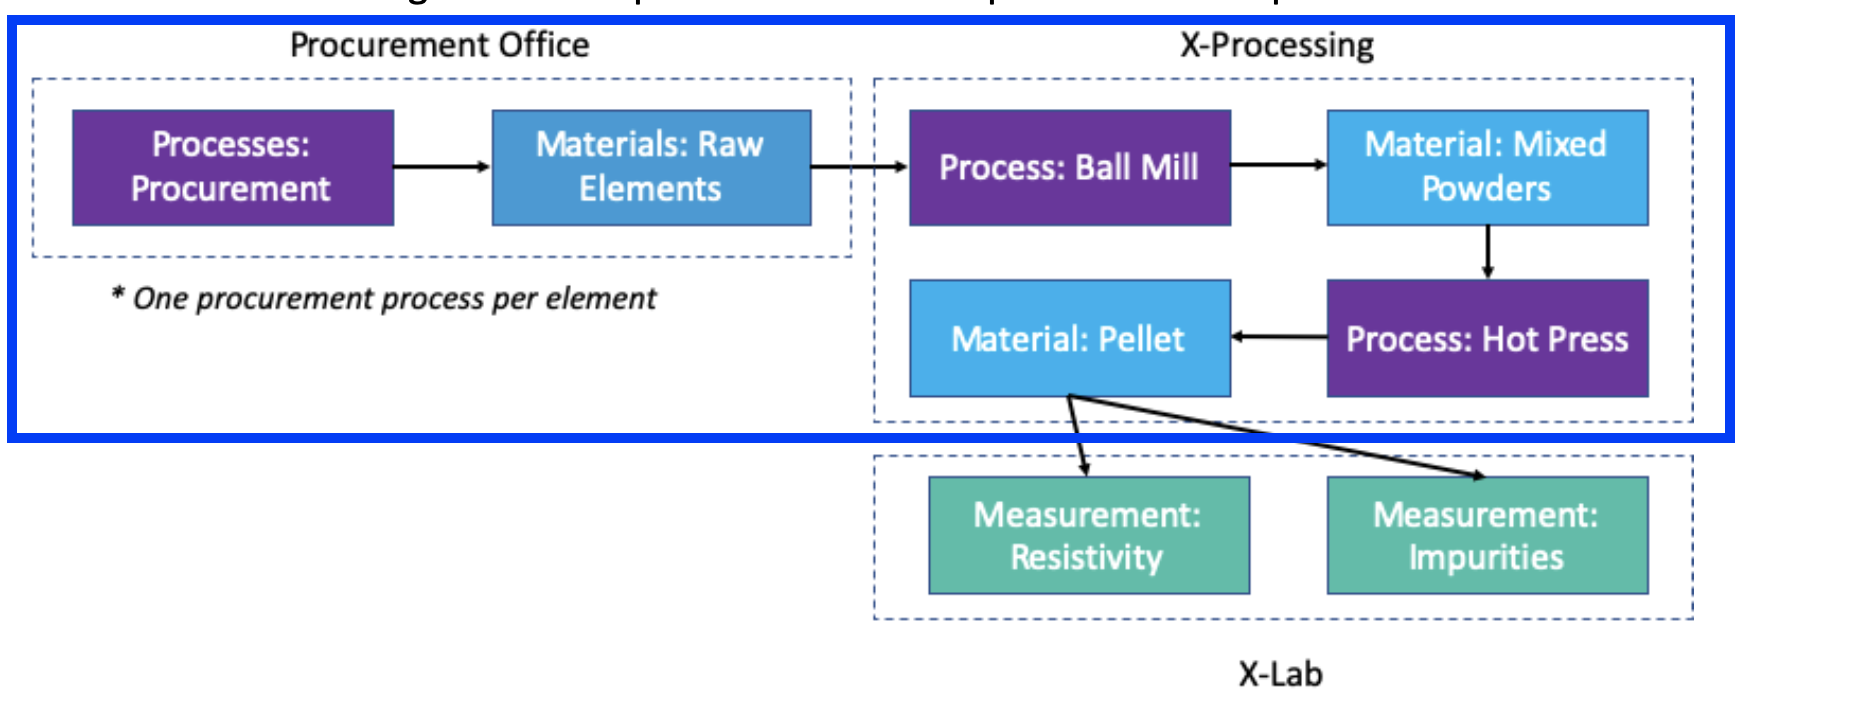 Procurement Office
X-Processing
Processes:
Procurement
Materials: Raw
Elements
Process: Ball Mill
Material: Mixed
Powders
* One procurement process per element
Material: Pellet
Process: Hot Press
Measurement:
Resistivity
Measurement:
Impurities
X-Lab